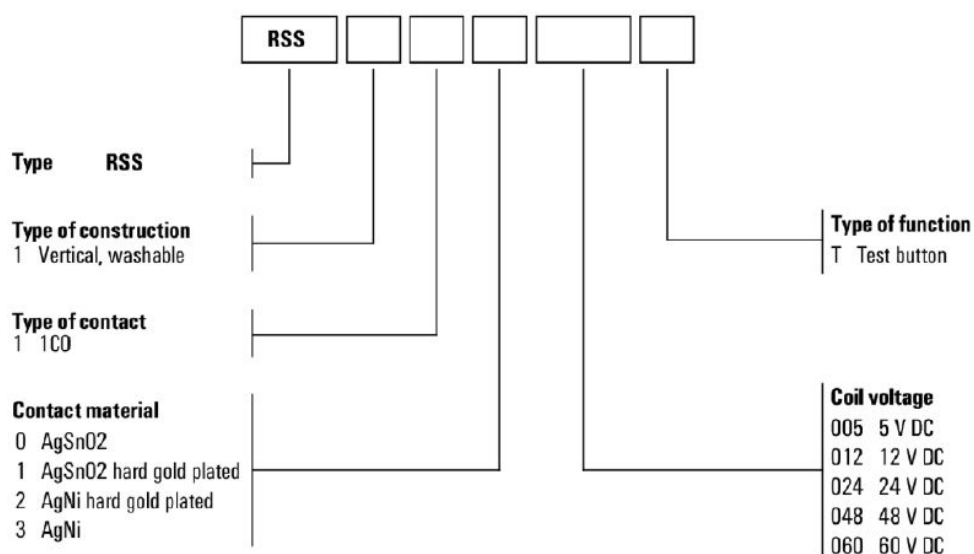 RSS
Type RSS
Type of construction
1 Vertical, washable
Type of contact
1 1CO
Contact material
0 AgSnO2
1 AgSnO2 hard gold plated
2 AgNi hard gold plated
3 AgNi
Type of function
T Test button
Coil voltage
005 5 V DC
012 12 V DC
024 24 V DC
048 48 V DC
060 60 V DC